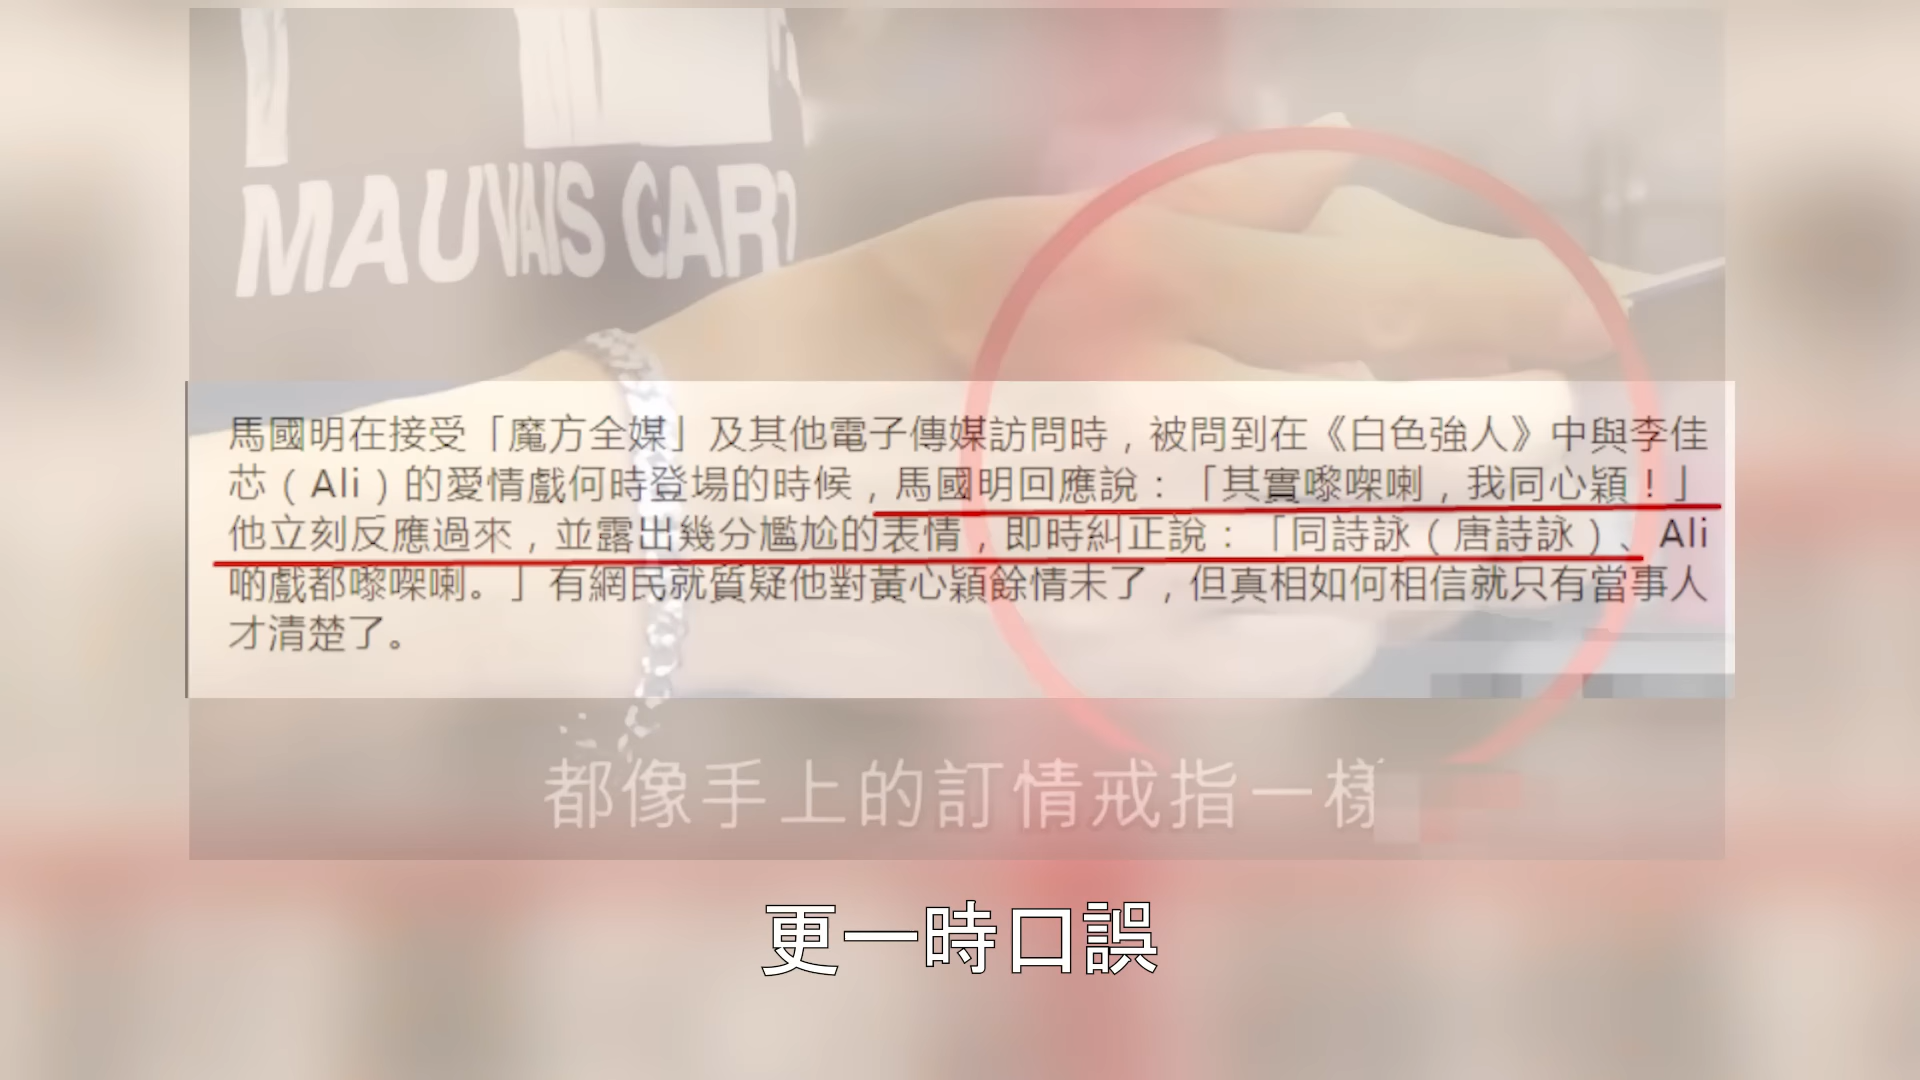 MAUVAIS GAR
馬國明在接受「魔方全媒」及其他電子傳媒訪問時，被問到在《白色強人》中與李佳
芯（Ali）的愛情戲何時登場的時候，馬國明回應說：「其實嚟㗎喇，我同心穎！」
他立刻反應過來，並露出幾分尷尬的表情，即時糾正說：「同詩詠（唐詩詠）、Ali
啲戲都嚟㗎喇。」有網民就質疑他對黃心穎餘情未了，但真相如何相信就只有當事人
才清楚了。
都像手上的訂情戒指一樣
更一時口誤